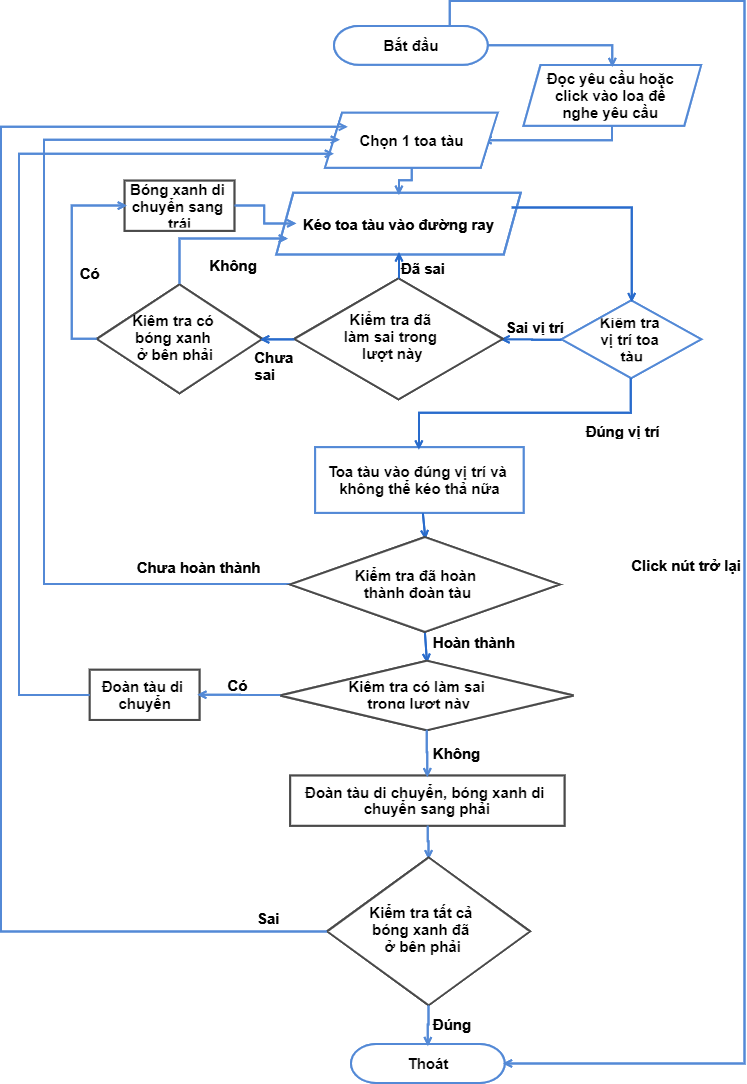 Bắt đầu
Đọc yêu cầu hoặc
click vào loa để
nghe yêu cầu
Chọn 1 toa tàu
Bóng xanh di
chuyển sang
trái
Kéo toa tàu vào đường ray
Không
Đã sai
Có
Kiểm tra có
bóng xanh
ở bên phải
Kiểm tra đã
làm sai trong
lượt này
Sai vị trí
Kiểm tra
vị trí toa
tàu
Chưa
sai
Đúng vị trí
Toa tàu vào đúng vị trí và
không thể kéo thả nữa
Chưa hoàn thành
Kiểm tra đã hoàn
thành đoàn tàu
Click nút trở lại
Hoàn thành
Đoàn tàu di
chuyển
Có
Kiểm tra có làm sai
trong lượt này
Không
Đoàn tàu di chuyển, bóng xanh di
chuyển sang phải
Sai
Kiểm tra tất cả
bóng xanh đã
ở bên phải
Đúng
Thoát